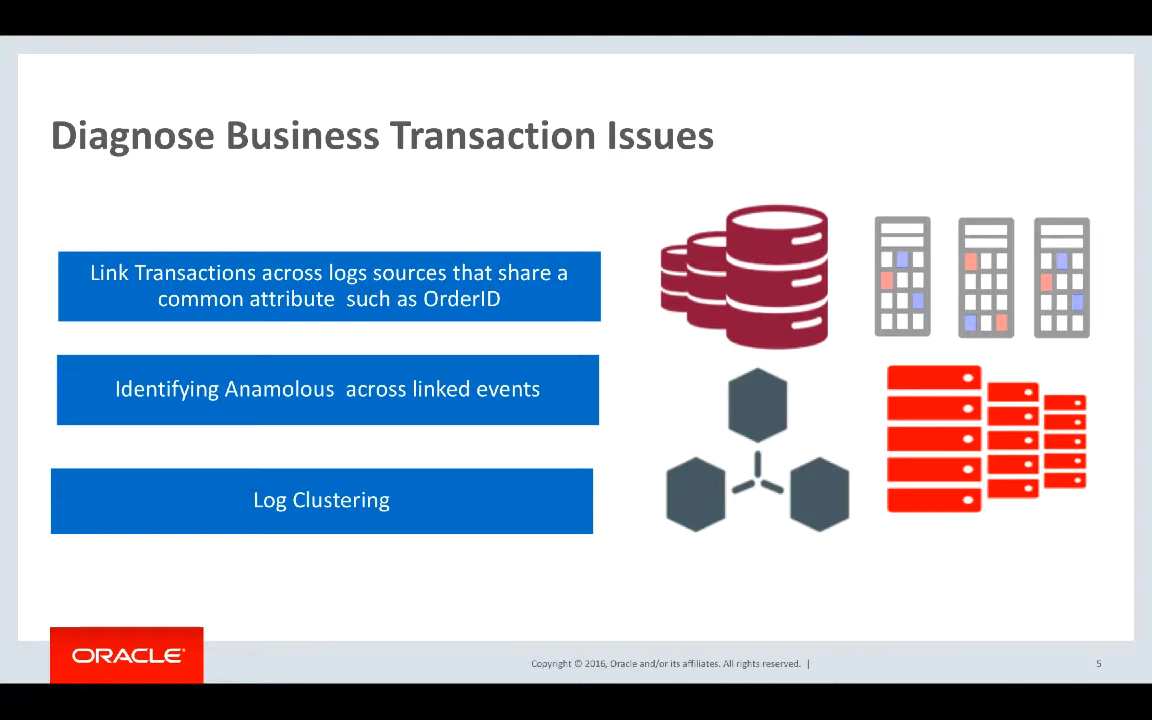 Diagnose Business Transaction Issues
Link Transactions across logs sources that share a
common attribute such as OrderID
Identifying Anamolous across linked events
Log Clustering
ORACLE
Copyright © 2016, Oracle and/or its affiliates. All rights reserved. |
5